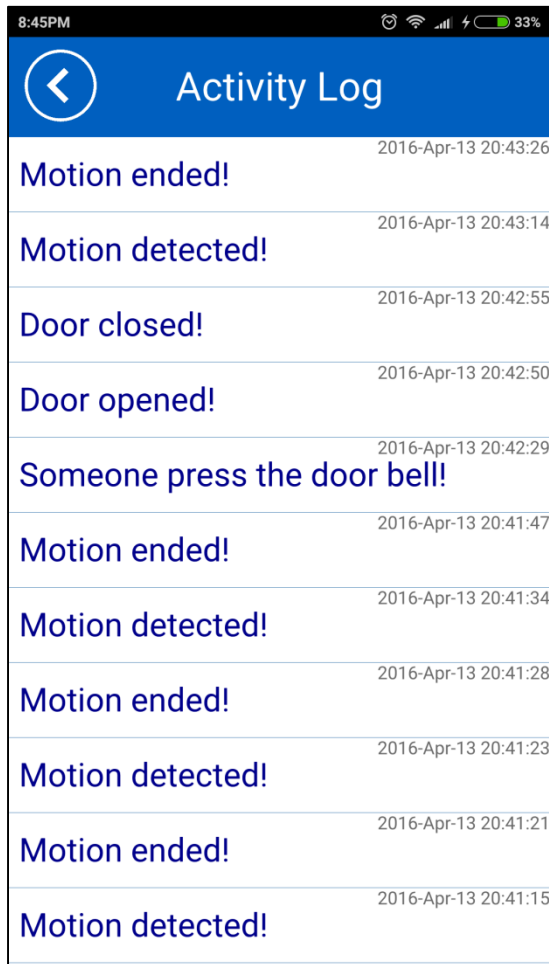 8:45PM 33%
Activity Log
2016-Apr-13 20:43:26
Motion ended!
2016-Apr-13 20:43:14
Motion detected!
2016-Apr-13 20:42:55
Door closed!
2016-Apr-13 20:42:50
Door opened!
2016-Apr-13 20:42:29
Someone press the door bell!
2016-Apr-13 20:41:47
Motion ended!
2016-Apr-13 20:41:34
Motion detected!
2016-Apr-13 20:41:28
Motion ended!
2016-Apr-13 20:41:23
Motion detected!
2016-Apr-13 20:41:21
Motion ended!
2016-Apr-13 20:41:15
Motion detected!